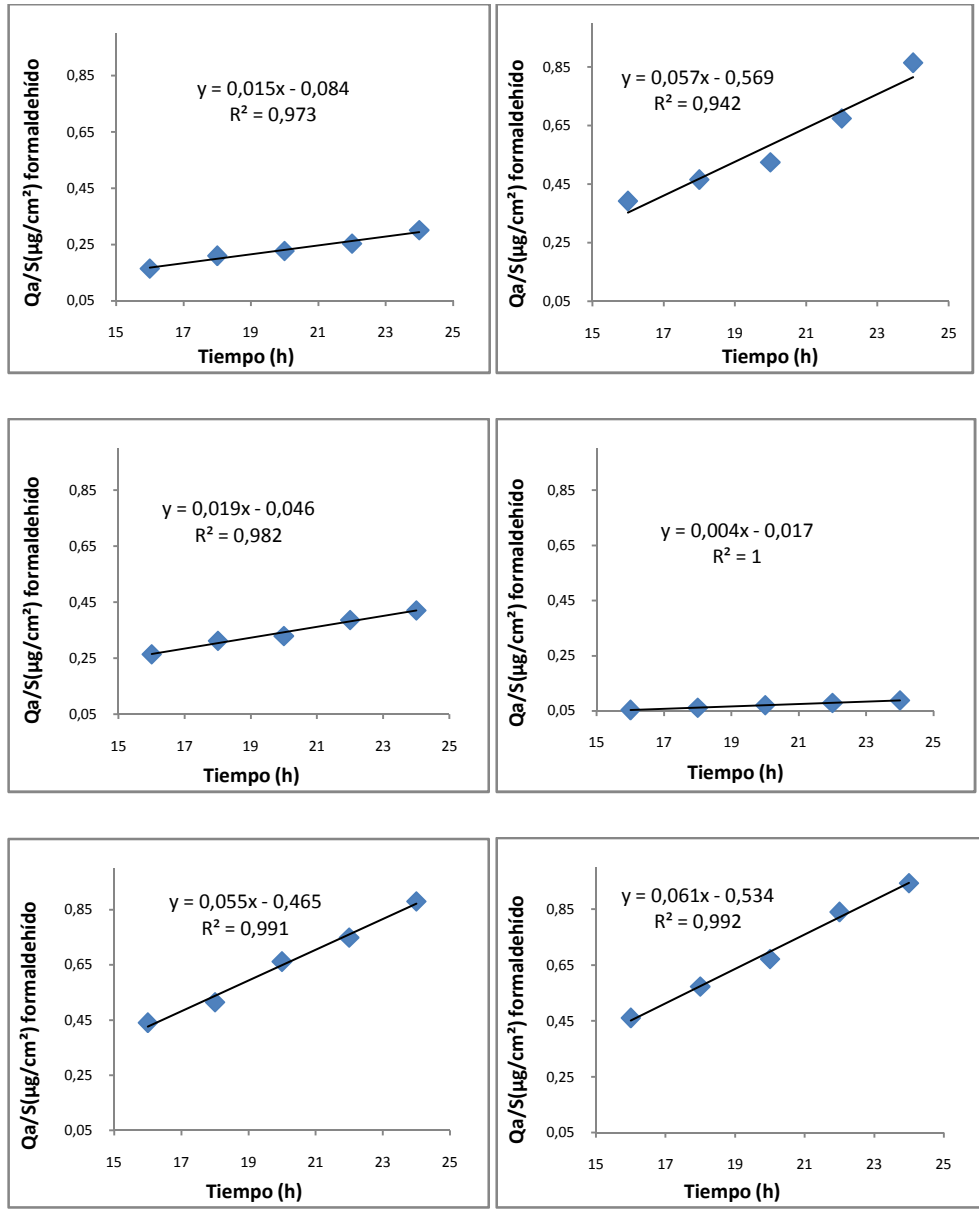 Qa/S(µg/cm²) formaldehído
0,85
0,65
0,45
0,25
0,05
y = 0,015x - 0,084
R² = 0,973
15 17 19 21 23 25
Tiempo (h)
Qa/S(µg/cm²) formaldehído
0,85
0,65
0,45
0,25
0,05
y = 0,057x - 0,569
R² = 0,942
15 17 19 21 23 25
Tiempo (h)
Qa/S(µg/cm²) formaldehído
0,85
0,65
0,45
0,25
0,05
y = 0,019x - 0,046
R² = 0,982
15 17 19 21 23 25
Tiempo (h)
Qa/S(µg/cm²) formaldehído
0,85
0,65
0,45
0,25
0,05
y = 0,004x - 0,017
R² = 1
15 17 19 21 23 25
Tiempo (h)
Qa/S(µg/cm²) formaldehído
0,85
0,65
0,45
0,25
0,05
y = 0,055x - 0,465
R² = 0,991
15 17 19 21 23 25
Tiempo (h)
Qa/S(µg/cm²) formaldehído
0,85
0,65
0,45
0,25
0,05
y = 0,061x - 0,534
R² = 0,992
15 17 19 21 23 25
Tiempo (h)